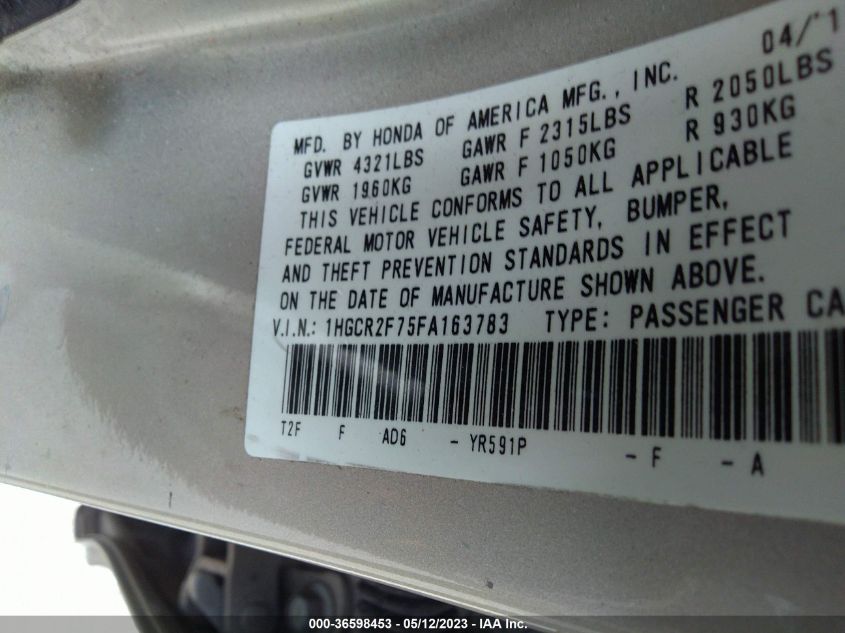 04/
MFD. BY HONDA OF AMERICA MFG., INC.
GVWR 4321LBS GAWR F 2315LBS R 2050LBS
GVWR 1960KG GAWR F 1050KG R 930KG
THIS VEHICLE CONFORMS TO ALL APPLICABLE
FEDERAL MOTOR VEHICLE SAFETY, BUMPER,
AND THEFT PREVENTION STANDARDS IN EFFECT
ON THE DATE OF MANUFACTURE SHOWN ABOVE.
V.I.N.: 1HGCR2F75FA163783 TYPE: PASSENGER CA
T2F F AD6 - YR591P - F - A
000-36598453 / 05/12/2023 / IAA Inc.